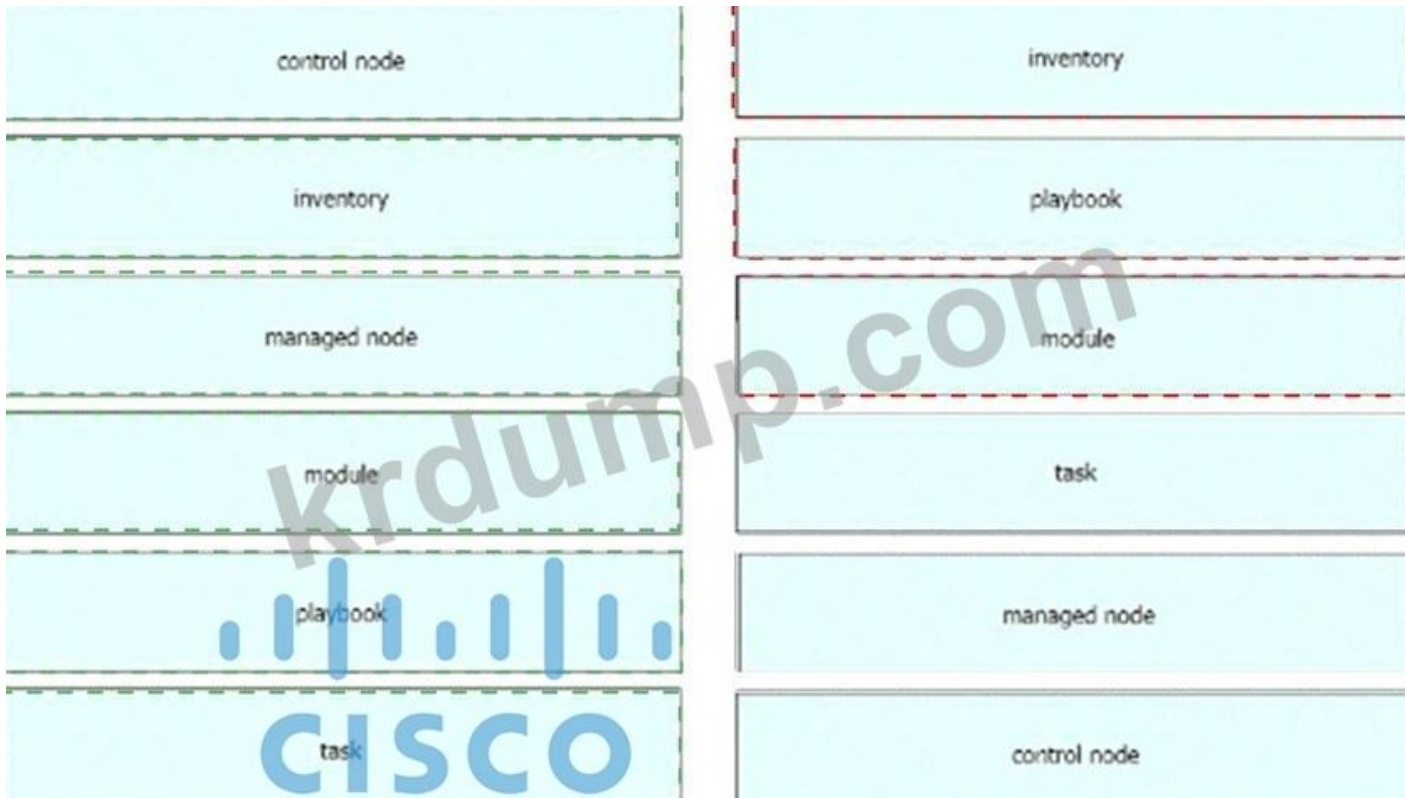 control node
inventory
managed node
module
playbook
task
inventory
playbook
module
task
managed node
control node
krdump.com
CISCO